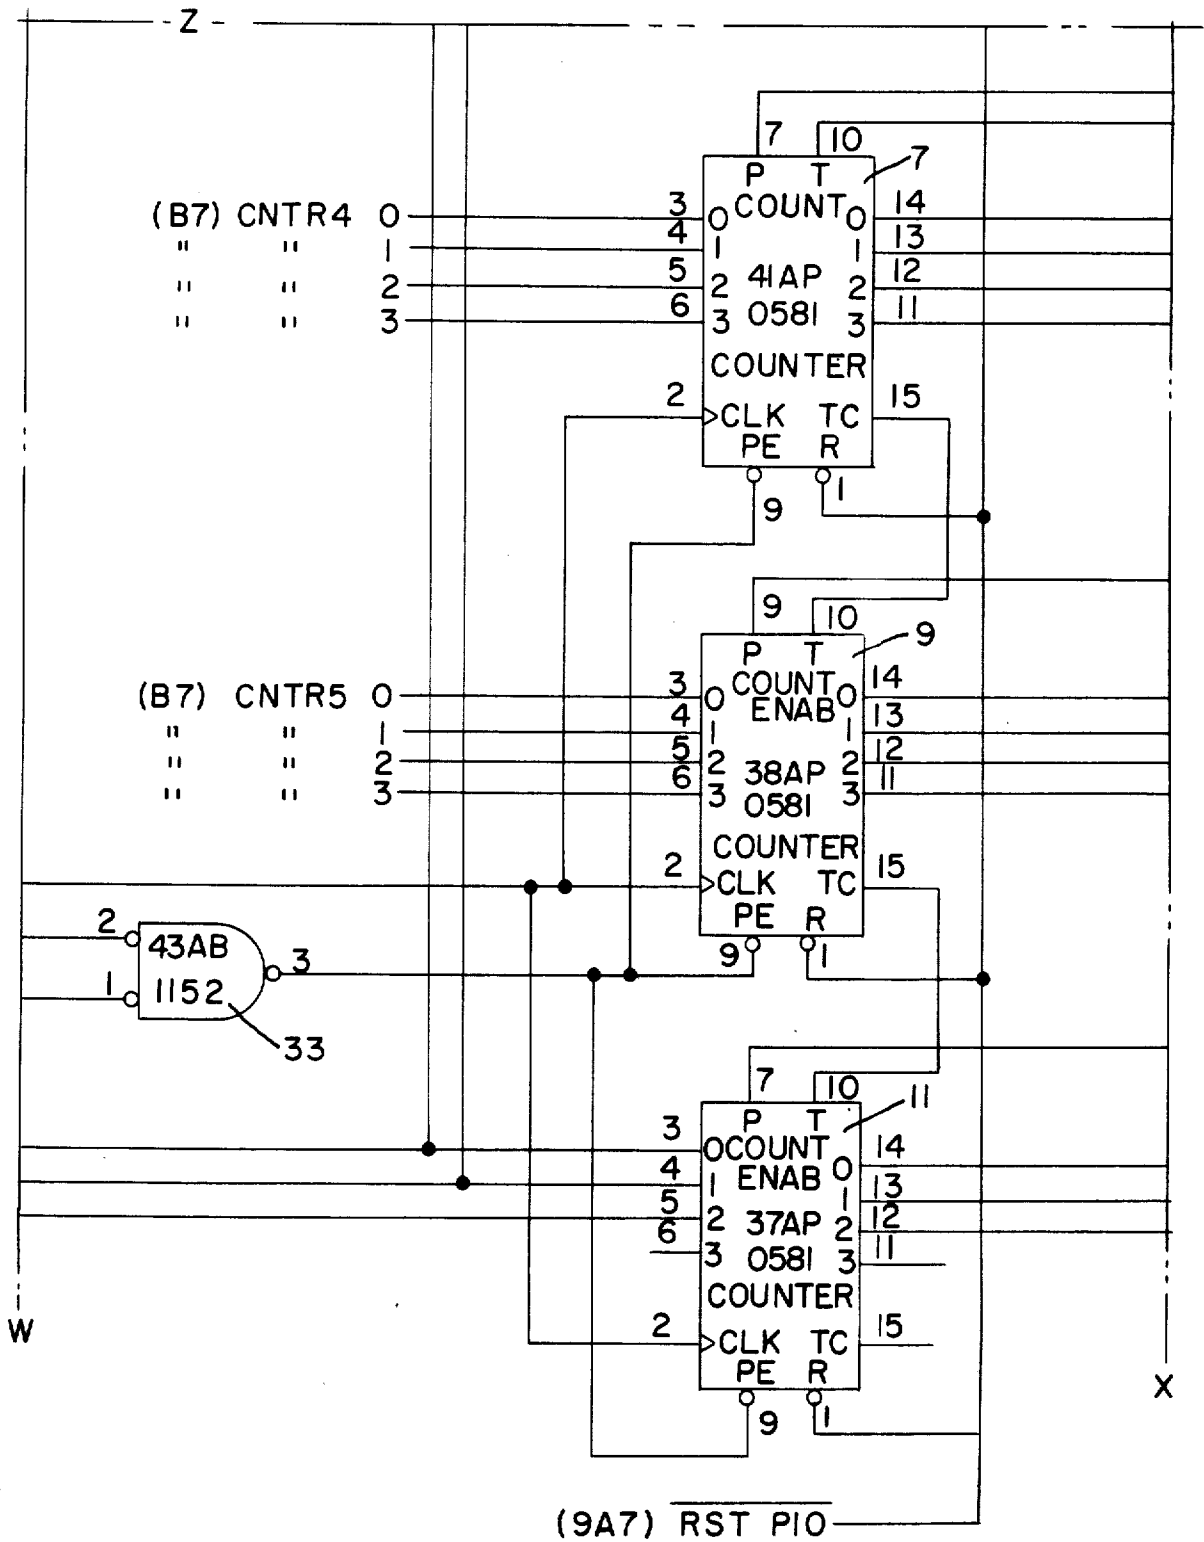 Z
7 10
7
P T
(B7) CNTR4 0 3 0 COUNT 0 14
" " 1 4 1 1 13
" " 2 5 2 41AP 2 12
" " 3 6 3 0581 3 11
COUNTER
2 CLK TC 15
PE R
9 1
9 10
9
P T
(B7) CNTR5 0 3 0 COUNT 0 14
" " 1 4 1 ENAB 1 13
" " 2 5 2 38AP 2 12
" " 3 6 3 0581 3 11
COUNTER
2 CLK TC 15
PE R
9 1
2 43AB 3
1 1152
33
7 10
11
P T
3 0 COUNT 0 14
4 1 ENAB 1 13
5 2 37AP 2 12
6 3 0581 3 11
COUNTER
W
2 CLK TC 15
PE R
X
9 1
(9A7) RST PIO